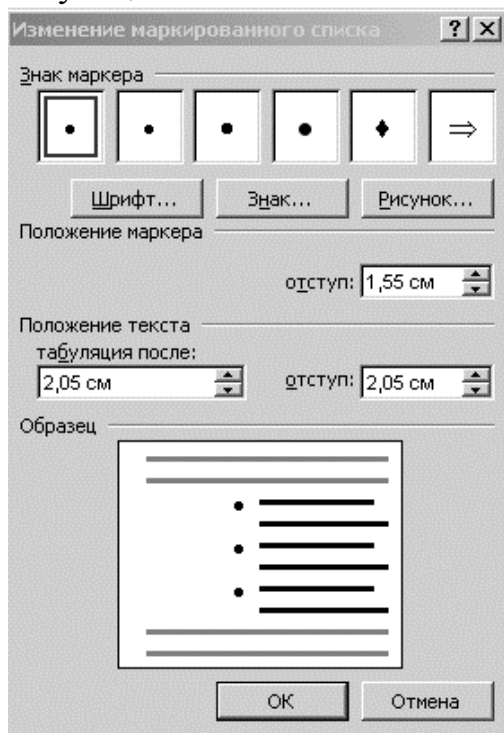 Изменение маркированного списка ? X
Знак маркера
Шрифт... Знак... Рисунок...
Положение маркера
отступ: 1,55 см
Положение текста
табуляция после:
2,05 см отступ: 2,05 см
Образец
ОК Отмена